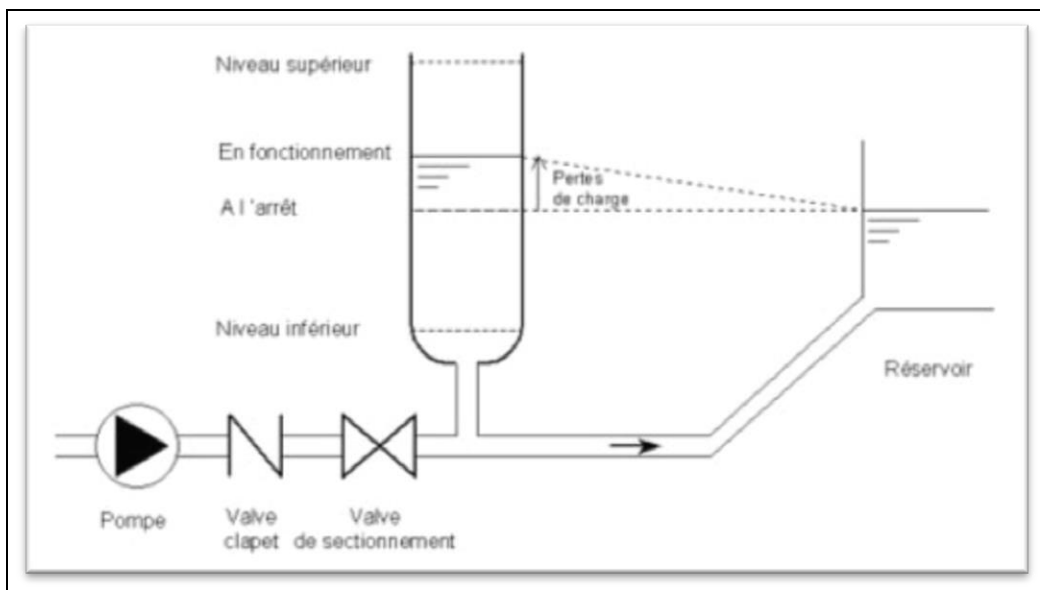 Niveau supérieur
En fonctionnement
Pertes
de charge
A l 'arrêt
Niveau inférieur
Réservoir
Pompe
Valve
clapet
Valve
de sectionnement